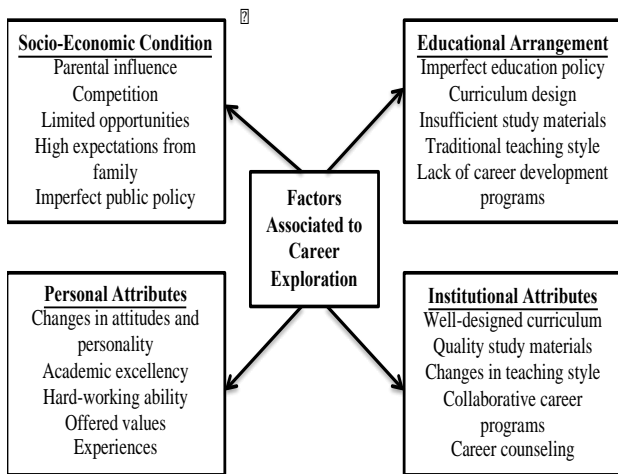 Socio-Economic Condition
Parental influence
Competition
Limited opportunities
High expectations from
family
Imperfect public policy
Educational Arrangement
Imperfect education policy
Curriculum design
Insufficient study materials
Traditional teaching style
Lack of career development
programs
Factors
Associated to
Career
Exploration
Personal Attributes
Changes in attitudes and
personality
Academic excellency
Hard-working ability
Offered values
Experiences
Institutional Attributes
Well-designed curriculum
Quality study materials
Changes in teaching style
Collaborative career
programs
Career counseling